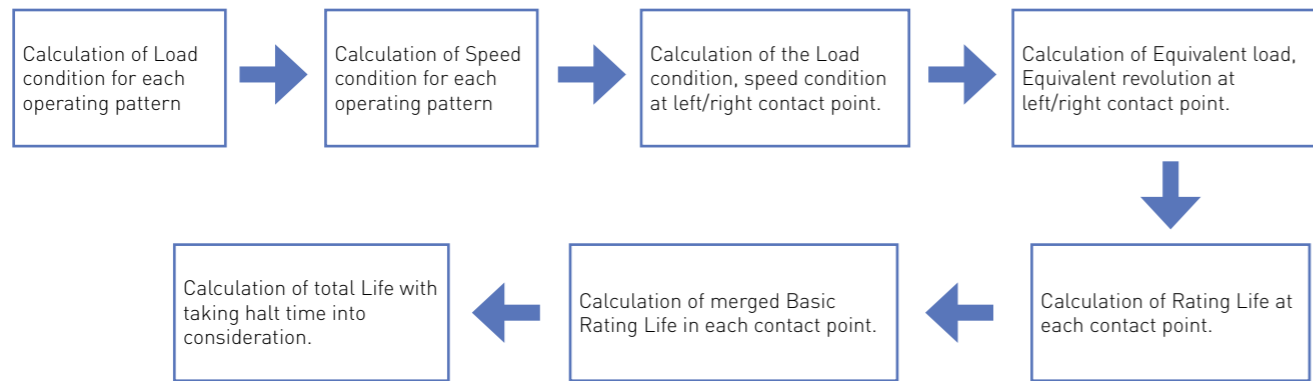 Calculation of Load
condition for each
operating pattern
Calculation of Speed
condition for each
operating pattern
Calculation of the Load
condition, speed condition
at left/right contact point.
Calculation of Equivalent load,
Equivalent revolution at
left/right contact point.
Calculation of Rating Life at
each contact point.
Calculation of merged Basic
Rating Life in each contact point.
Calculation of total Life with
taking halt time into
consideration.